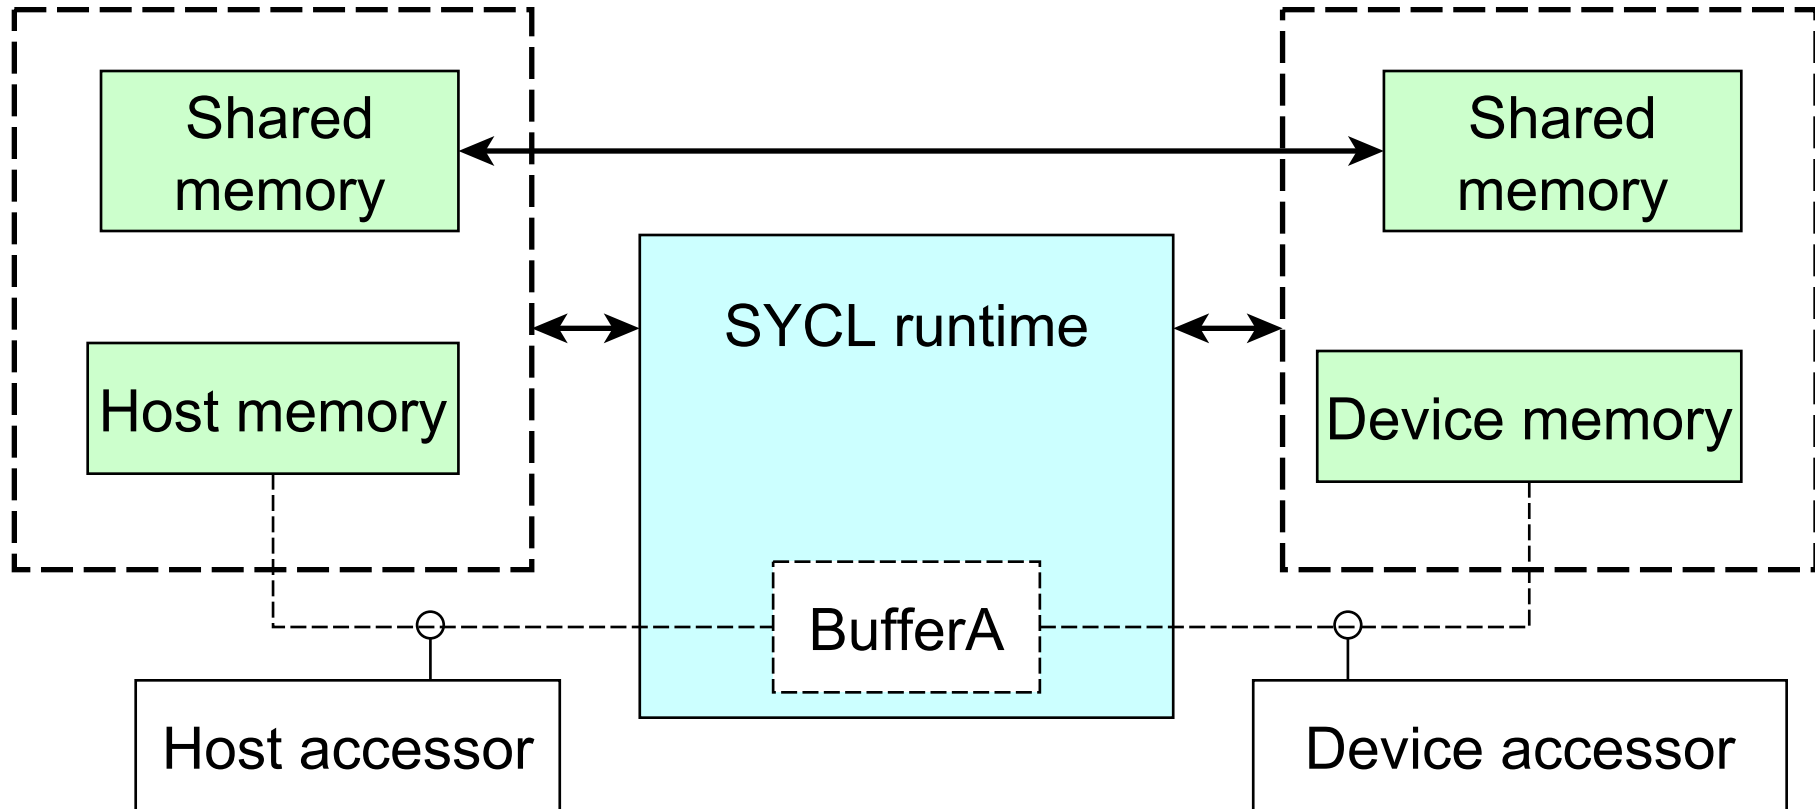 Shared
memory
Shared
memory
SYCL runtime
Host memory
Device memory
BufferA
Host accessor
Device accessor